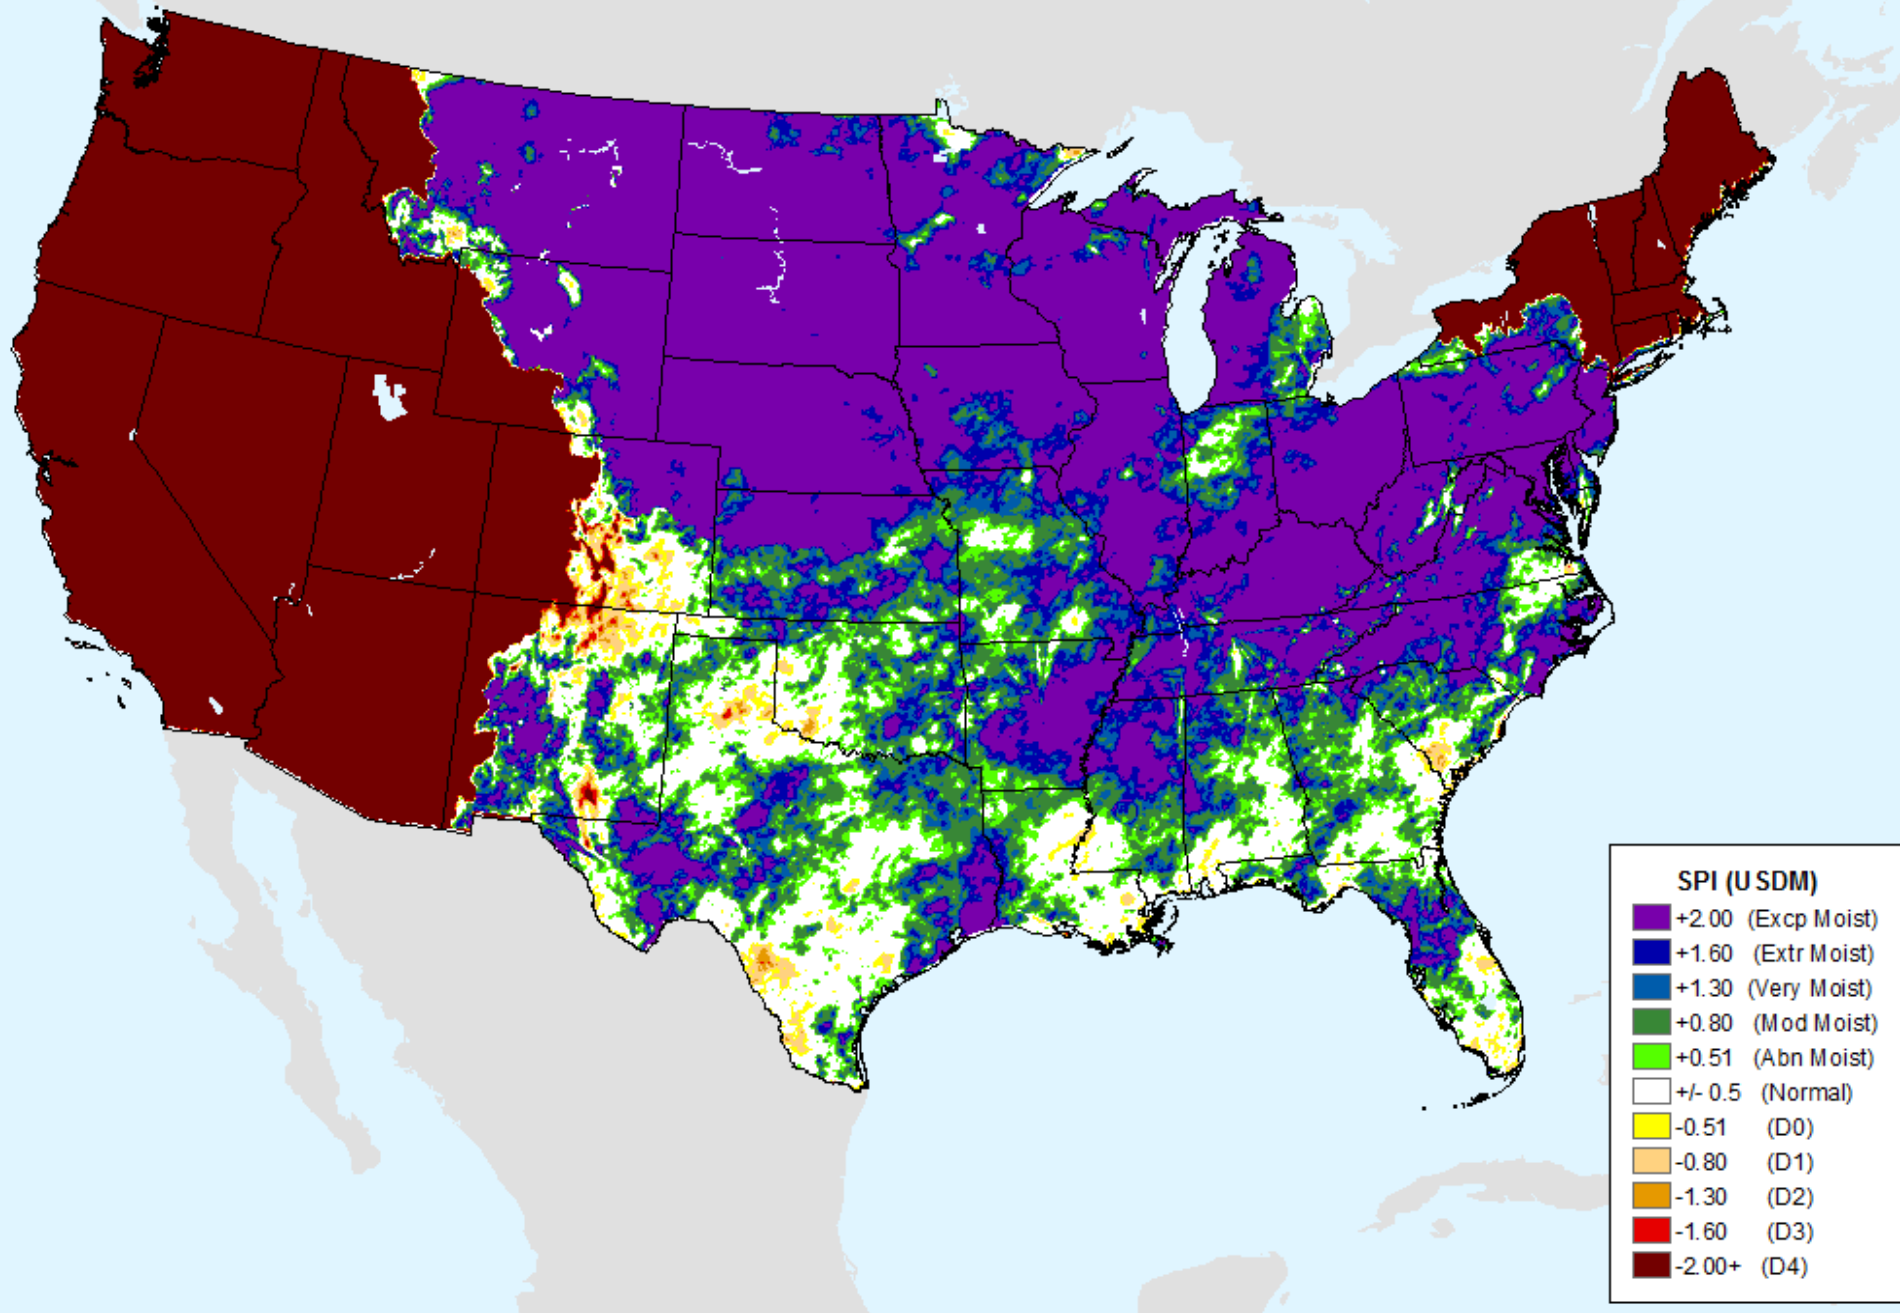 SPI (USDM)
+2.00 (Excp Moist)
+1.60 (Extr Moist)
+1.30 (Very Moist)
+0.80 (Mod Moist)
+0.51 (Abn Moist)
+/- 0.5 (Normal)
-0.51 (D0)
-0.80 (D1)
-1.30 (D2)
-1.60 (D3)
-2.00+ (D4)